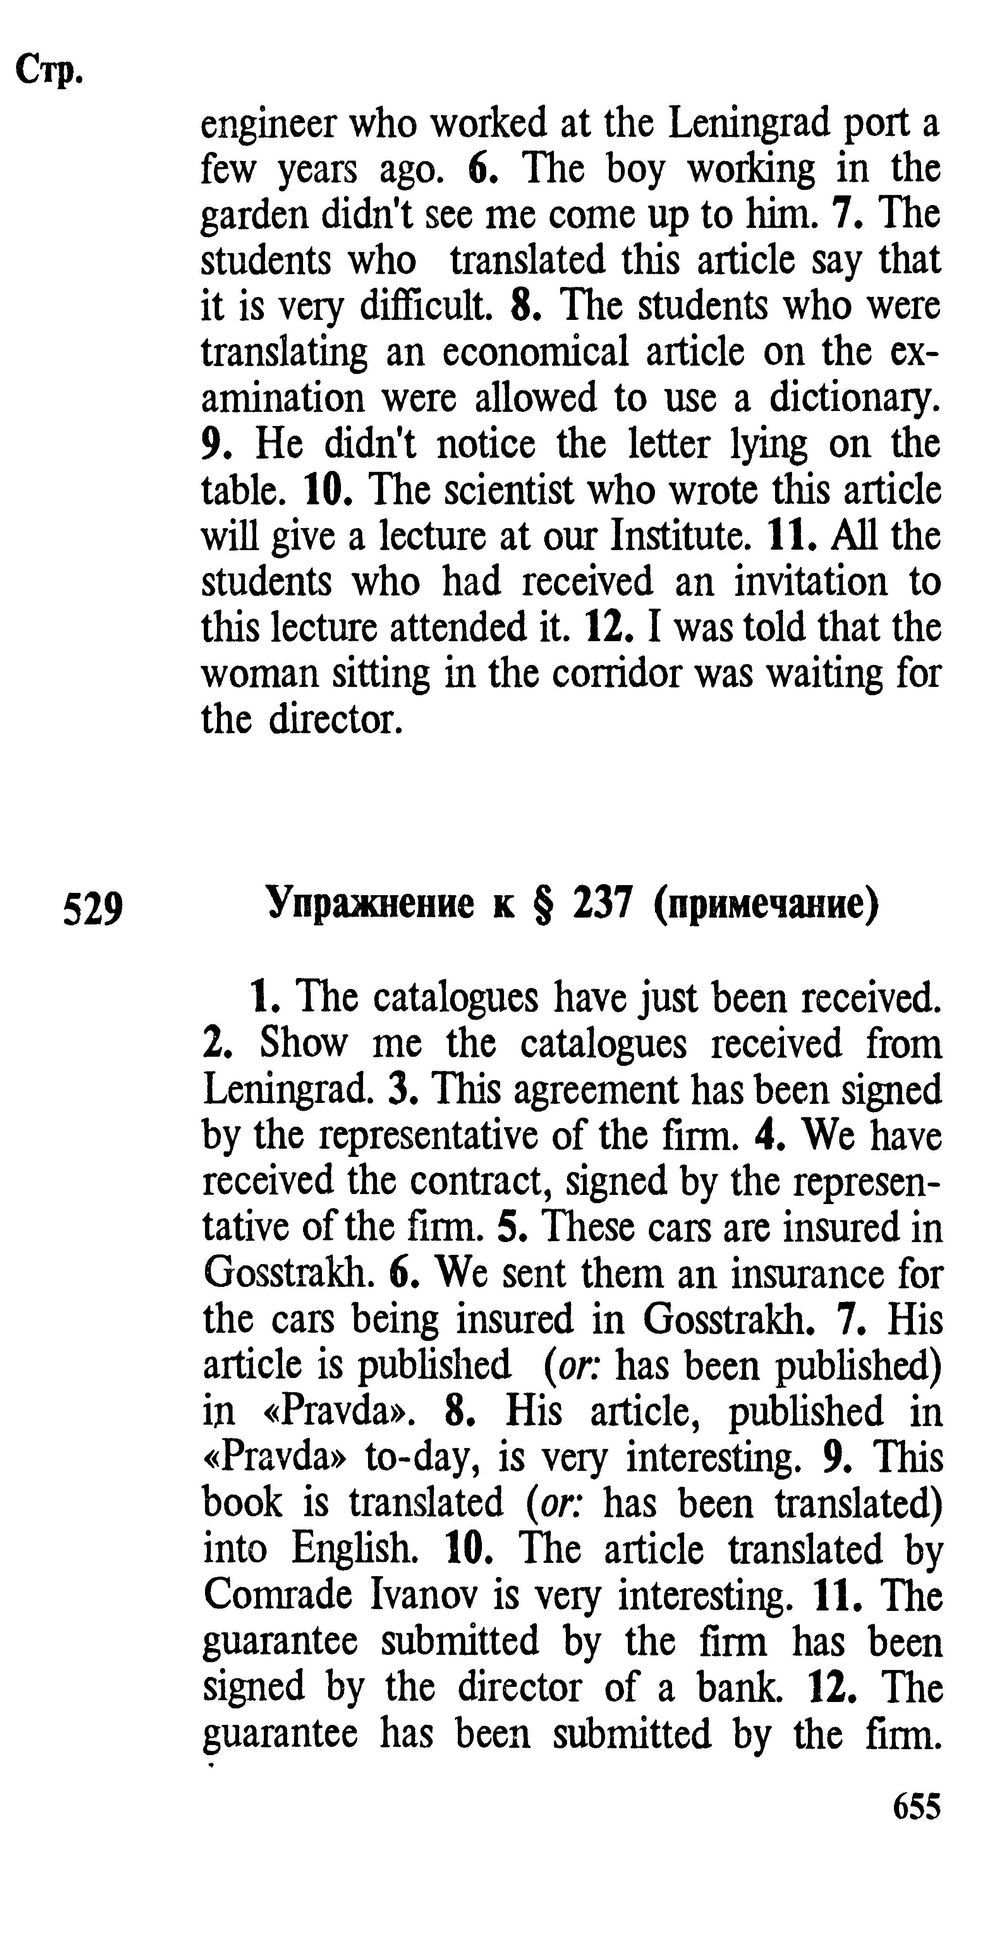 Стр.
engineer who worked at the Leningrad port a
few years ago. 6. The boy working in the
garden didn't see me come up to him. 7. The
students who translated this article say that
it is very difficult. 8. The students who were
translating an economical article on the ex-
amination were allowed to use a dictionary.
9. He didn't notice the letter lying on the
table. 10. The scientist who wrote this article
will give a lecture at our Institute. 11. All the
students who had received an invitation to
this lecture attended it. 12. I was told that the
woman sitting in the corridor was waiting for
the director.
529 Упражнение к § 237 (примечание)
1. The catalogues have just been received.
2. Show me the catalogues received from
Leningrad. 3. This agreement has been signed
by the representative of the firm. 4. We have
received the contract, signed by the represen-
tative of the firm. 5. These cars are insured in
Gosstrakh. 6. We sent them an insurance for
the cars being insured in Gosstrakh. 7. His
article is published (or: has been published)
in «Pravda». 8. His article, published in
«Pravda» to-day, is very interesting. 9. This
book is translated (or: has been translated)
into English. 10. The article translated by
Comrade Ivanov is very interesting. 11. The
guarantee submitted by the firm has been
signed by the director of a bank. 12. The
guarantee has been submitted by the firm.
655